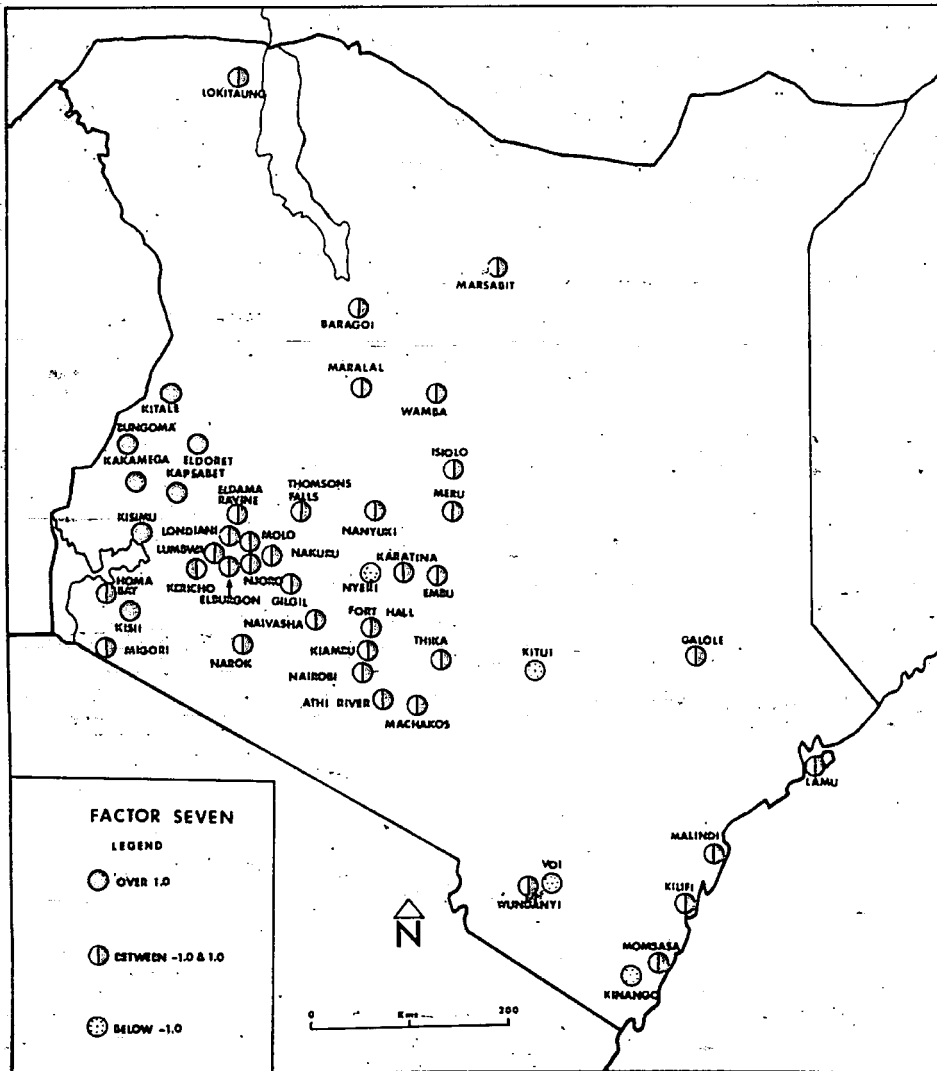 LOKITAUNG
MARSABIT
BARAGOI
MARALAL
WAMBA
KITALE
BUNGOMA
ISIOLO
KAKAMEGA
ELDORET
KAPSABET
ELDAMA
RAVINE
THOMSONS
FALLS
MERU
KISIMU
LONDIANI
MOLO
NANYUKI
LUMBWA
NAKURU
KARATINA
HOMA
BAY
KERICHO
NJORO
NYERI
EMBU
ELBURGON
GILGIL
KISII
NAIVASHA
FORT HALL
MIGORI
NAROK
KIAMBU
THIKA
KITUI
GALOLE
NAIROBI
ATHI RIVER
MACHAKOS
LAMU
FACTOR SEVEN
LEGEND
OVER 1.0
BETWEEN -1.0 & 1.0
BELOW -1.0
MALINDI
VOI
WUNDANYI
KILIFI
N
MOMBASA
KINANGO
0 Kms 200